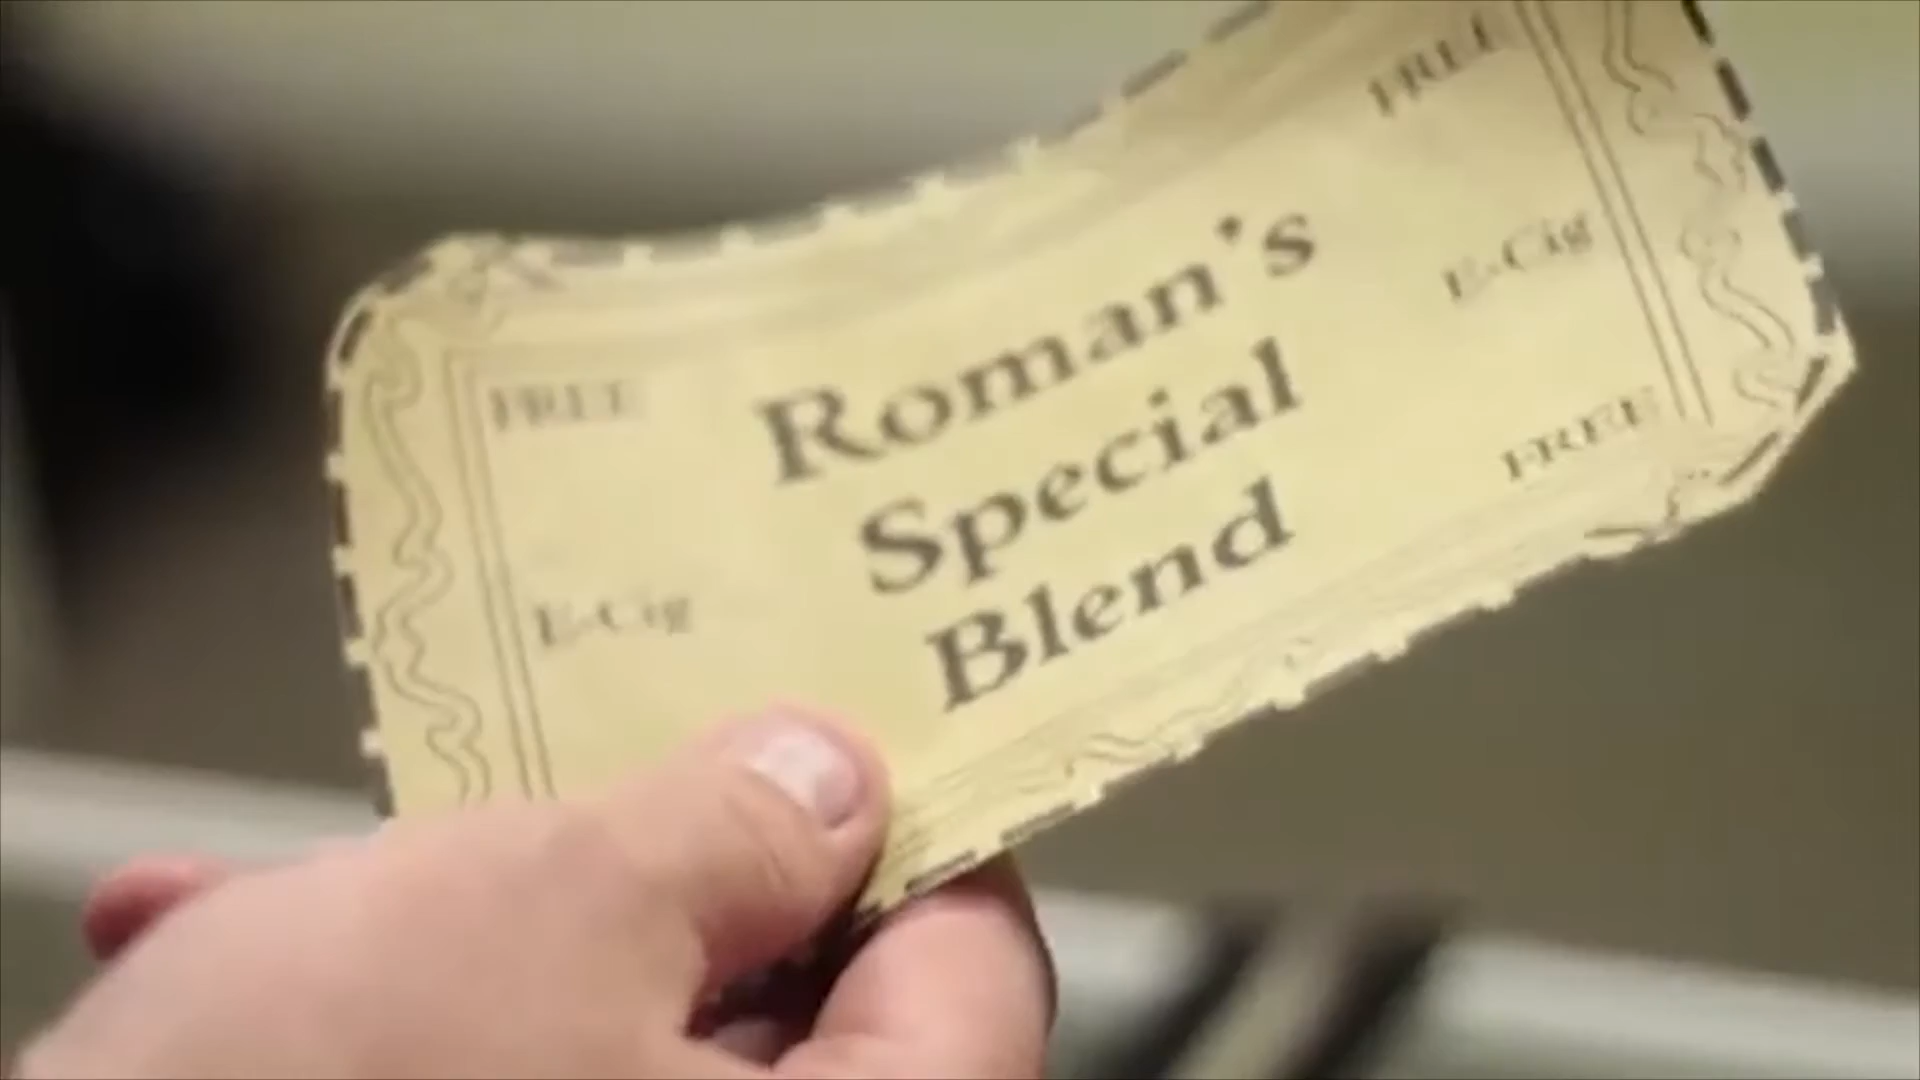 FREE
FREE
Roman's
Special
Blend
E-Cig
E-Cig
FREE